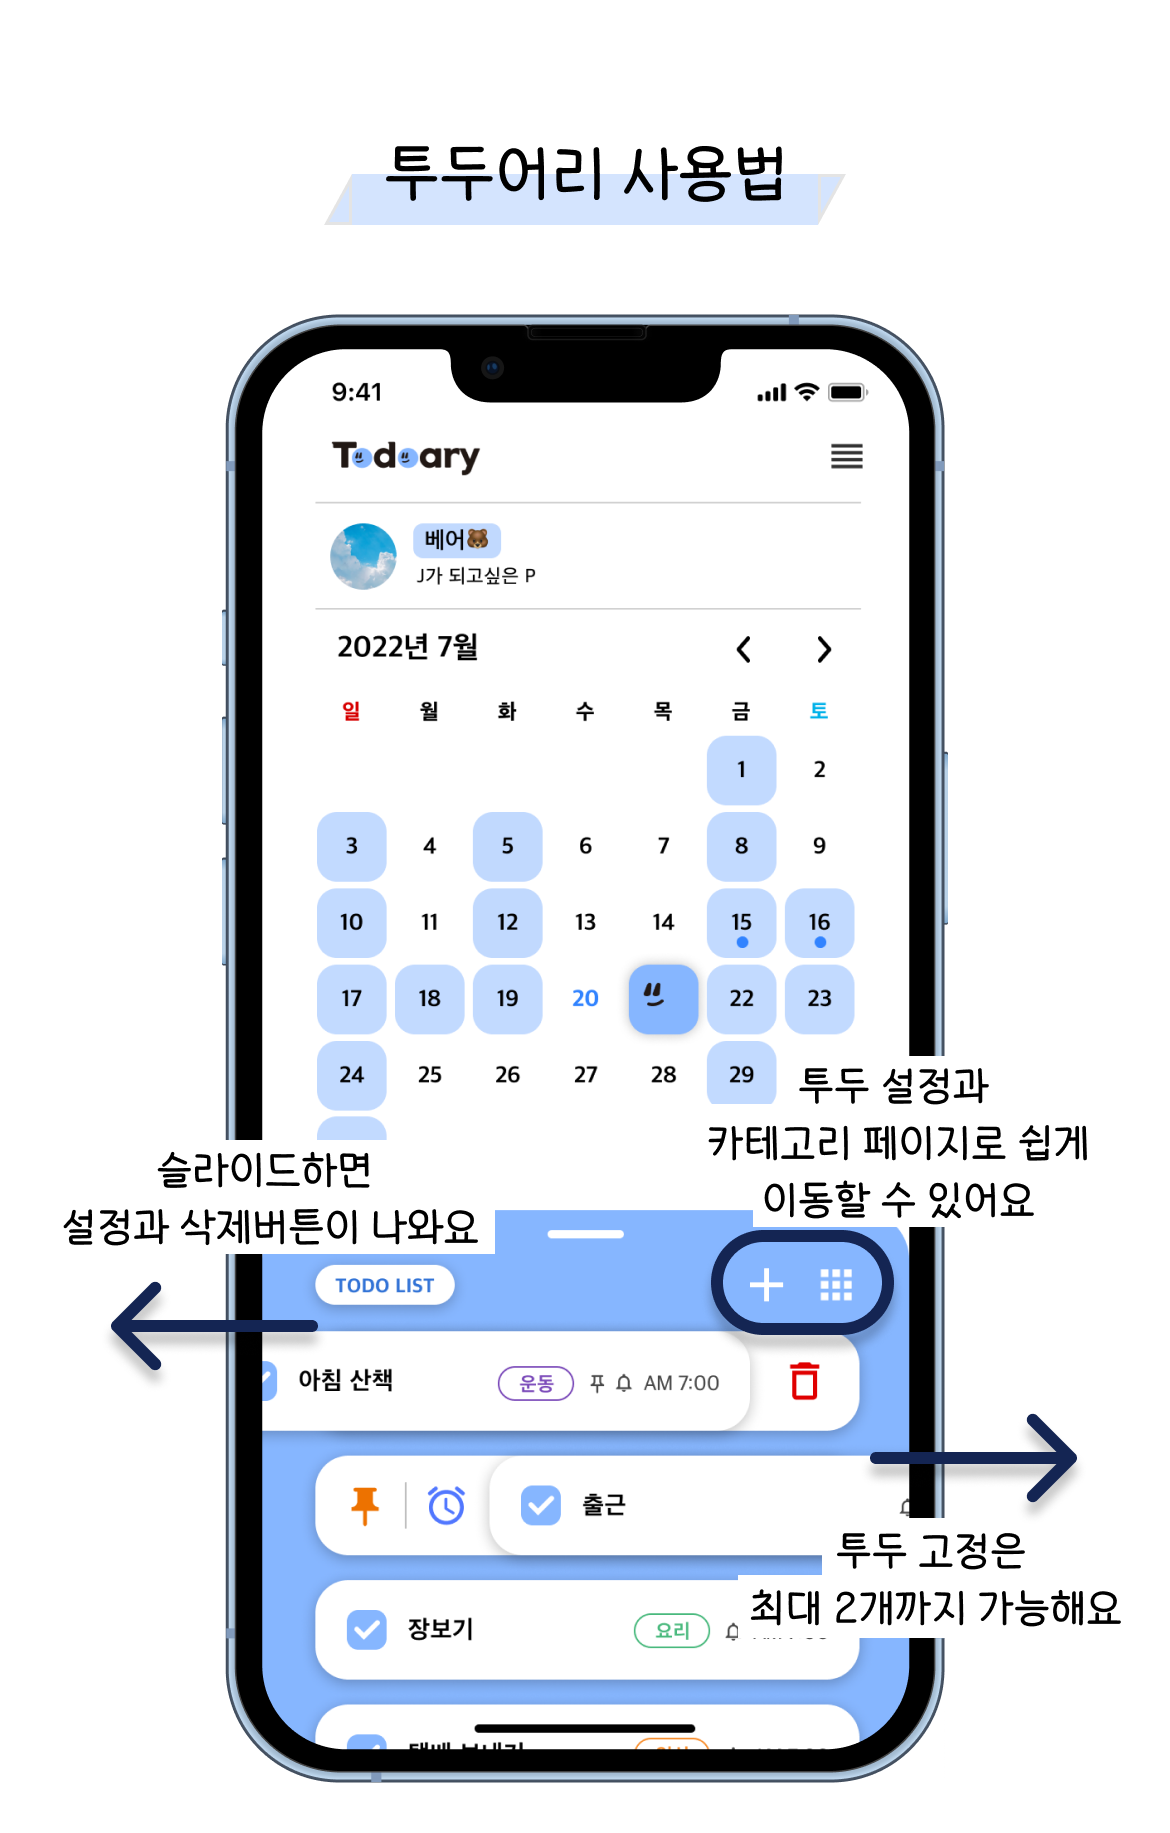 투두어리 사용법
9:41
Todoary
베어🐻
J가 되고싶은 P
2022년 7월
일 월 화 수 목 금 토
1 2
3 4 5 6 7 8 9
10 11 12 13 14 15 16
17 18 19 20 22 23
24 25 26 27 28 29
투두 설정과
카테고리 페이지로 쉽게
이동할 수 있어요
슬라이드하면
설정과 삭제버튼이 나와요
TODO LIST
아침 산책 운동 AM 7:00
출근
투두 고정은
최대 2개까지 가능해요
장보기 요리